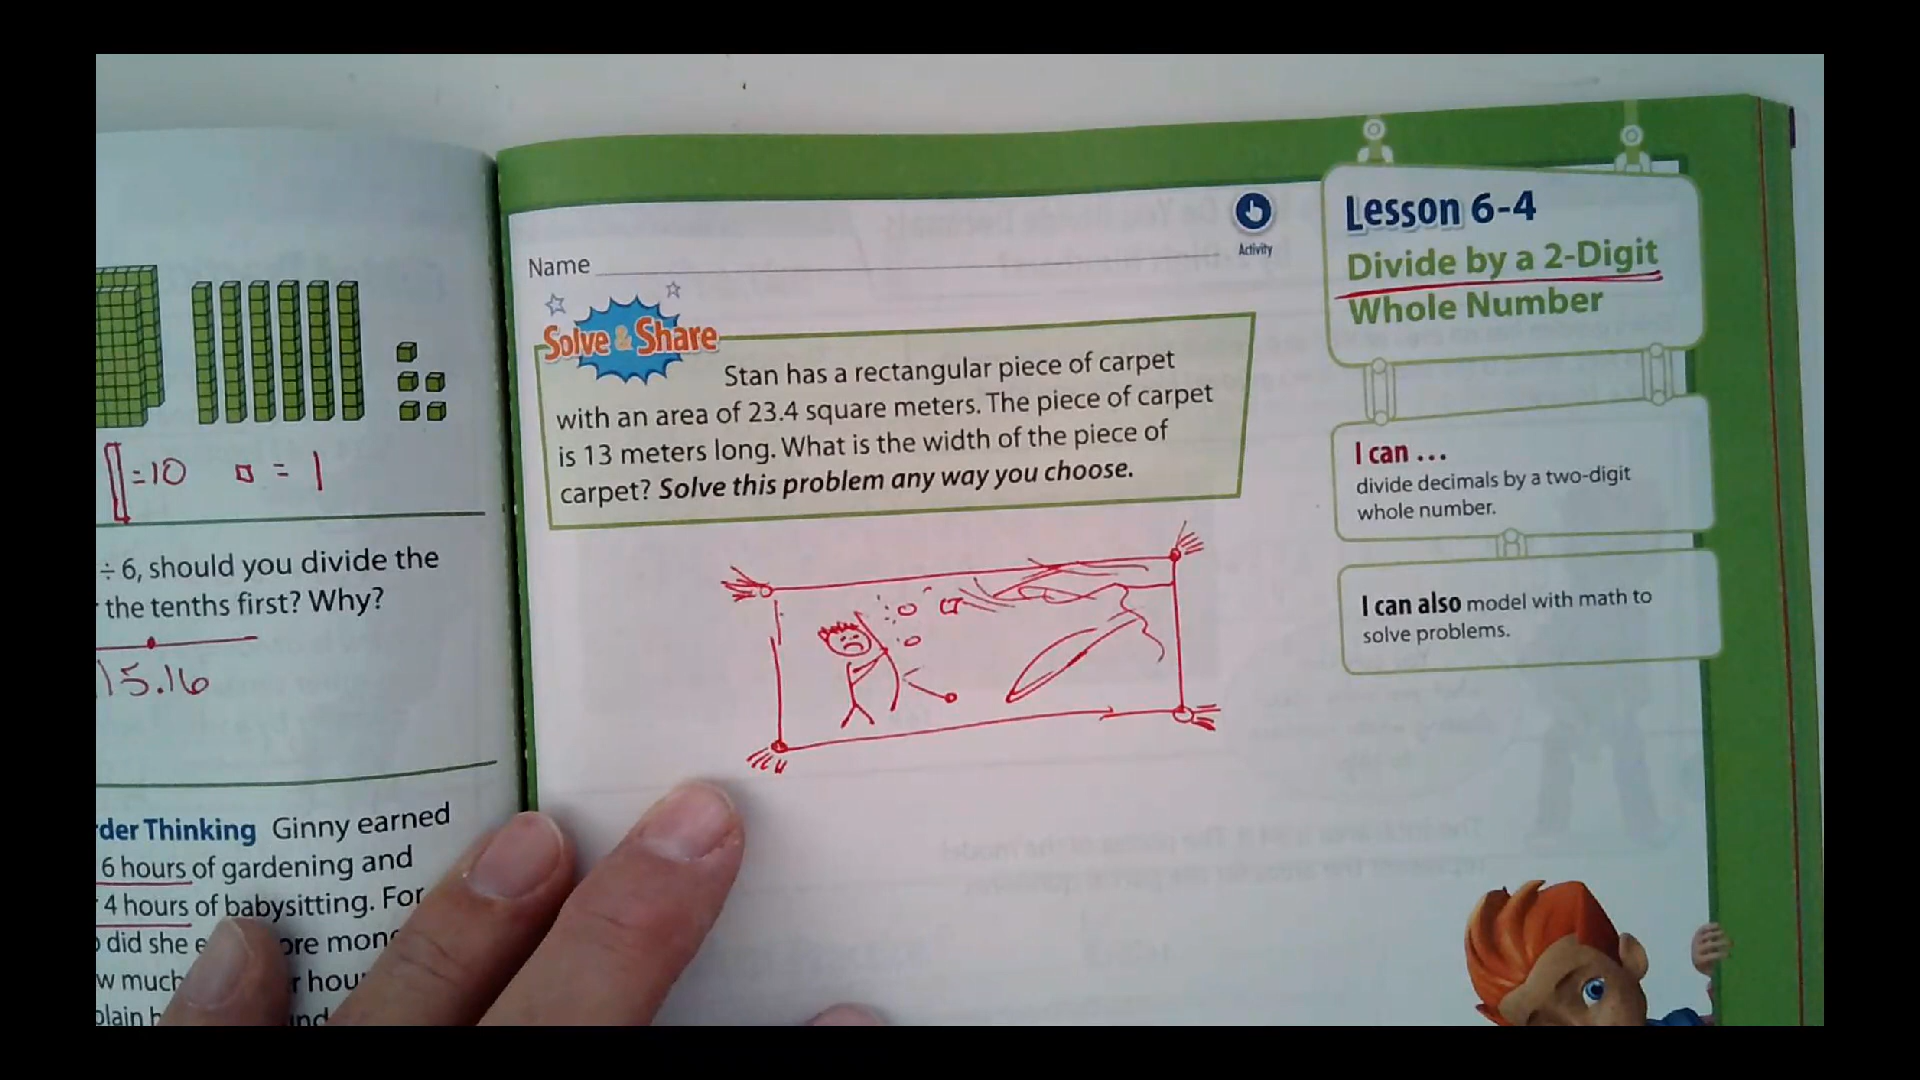 =10 □ = 1
÷ 6, should you divide the
the tenths first? Why?
15.16
der Thinking Ginny earned
6 hours of gardening and
4 hours of babysitting. For
did she
mon
w much
r hou
Name
Activity
Solve & Share
Stan has a rectangular piece of carpet
with an area of 23.4 square meters. The piece of carpet
is 13 meters long. What is the width of the piece of
carpet? Solve this problem any way you choose.
Lesson 6-4
Divide by a 2-Digit
Whole Number
I can ...
divide decimals by a two-digit
whole number.
I can also model with math to
solve problems.